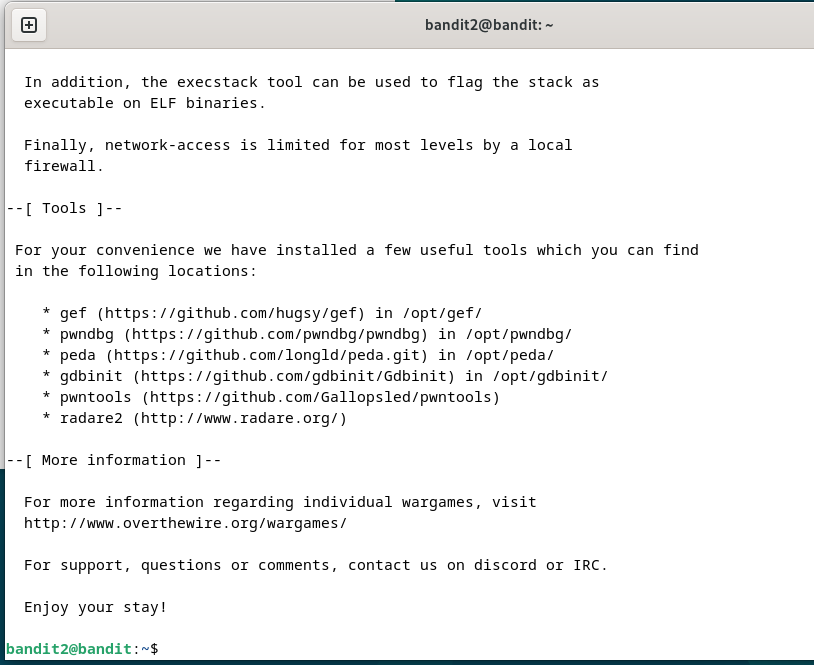 bandit2@bandit: ~
In addition, the execstack tool can be used to flag the stack as
executable on ELF binaries.
Finally, network-access is limited for most levels by a local
firewall.
--[ Tools ]--
For your convenience we have installed a few useful tools which you can find
in the following locations:
* gef (https://github.com/hugsy/gef) in /opt/gef/
* pwndbg (https://github.com/pwndbg/pwndbg) in /opt/pwndbg/
* peda (https://github.com/longld/peda.git) in /opt/peda/
* gdbinit (https://github.com/gdbinit/Gdbinit) in /opt/gdbinit/
* pwntools (https://github.com/Gallopsled/pwntools)
* radare2 (http://www.radare.org/)
--[ More information ]--
For more information regarding individual wargames, visit
http://www.overthewire.org/wargames/
For support, questions or comments, contact us on discord or IRC.
Enjoy your stay!
bandit2@bandit:~$